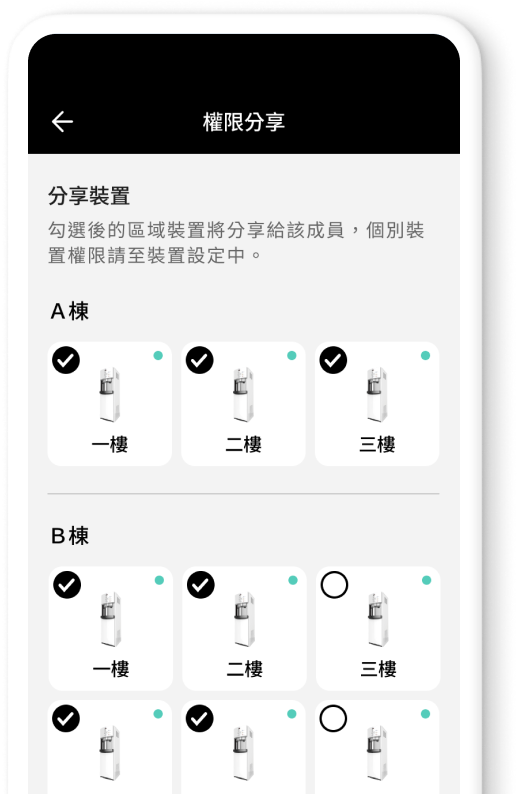 權限分享
分享裝置
勾選後的區域裝置將分享給該成員，個別裝
置權限請至裝置設定中。
A棟
一樓 二樓 三樓
B棟
一樓 二樓 三樓